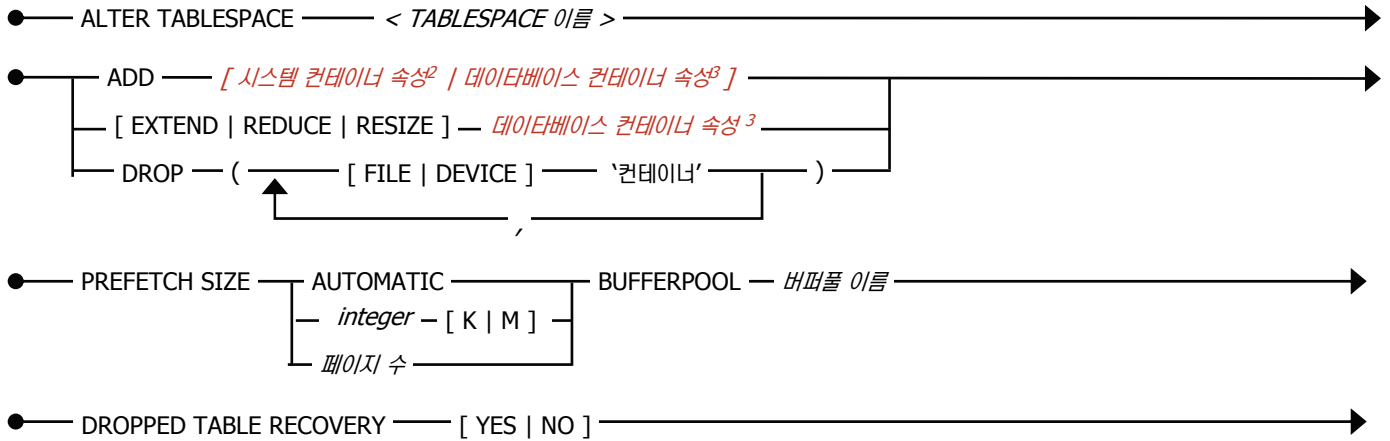 ALTER TABLESPACE < TABLESPACE 이름 >
ADD [ 시스템 컨테이너 속성2 | 데이타베이스 컨테이너 속성3 ]
[ EXTEND | REDUCE | RESIZE ] 데이타베이스 컨테이너 속성 3
DROP ( [ FILE | DEVICE ] ‘컨테이너’ )
,
PREFETCH SIZE AUTOMATIC BUFFERPOOL 버퍼풀 이름
integer [ K | M ]
페이지 수
DROPPED TABLE RECOVERY [ YES | NO ]